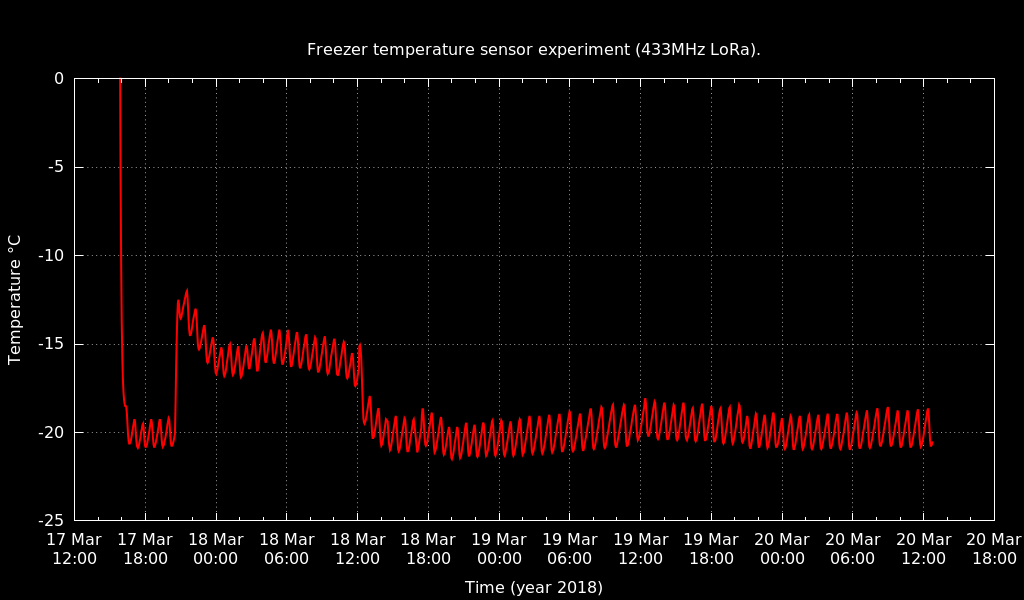 Freezer temperature sensor experiment (433MHz LoRa).
0
-5
-10
-15
-20
-25
Temperature °C
17 Mar 17 Mar 18 Mar 18 Mar 18 Mar 18 Mar 19 Mar 19 Mar 19 Mar 19 Mar 20 Mar 20 Mar 20 Mar 20 Mar
12:00 18:00 00:00 06:00 12:00 18:00 00:00 06:00 12:00 18:00 00:00 06:00 12:00 18:00
Time (year 2018)